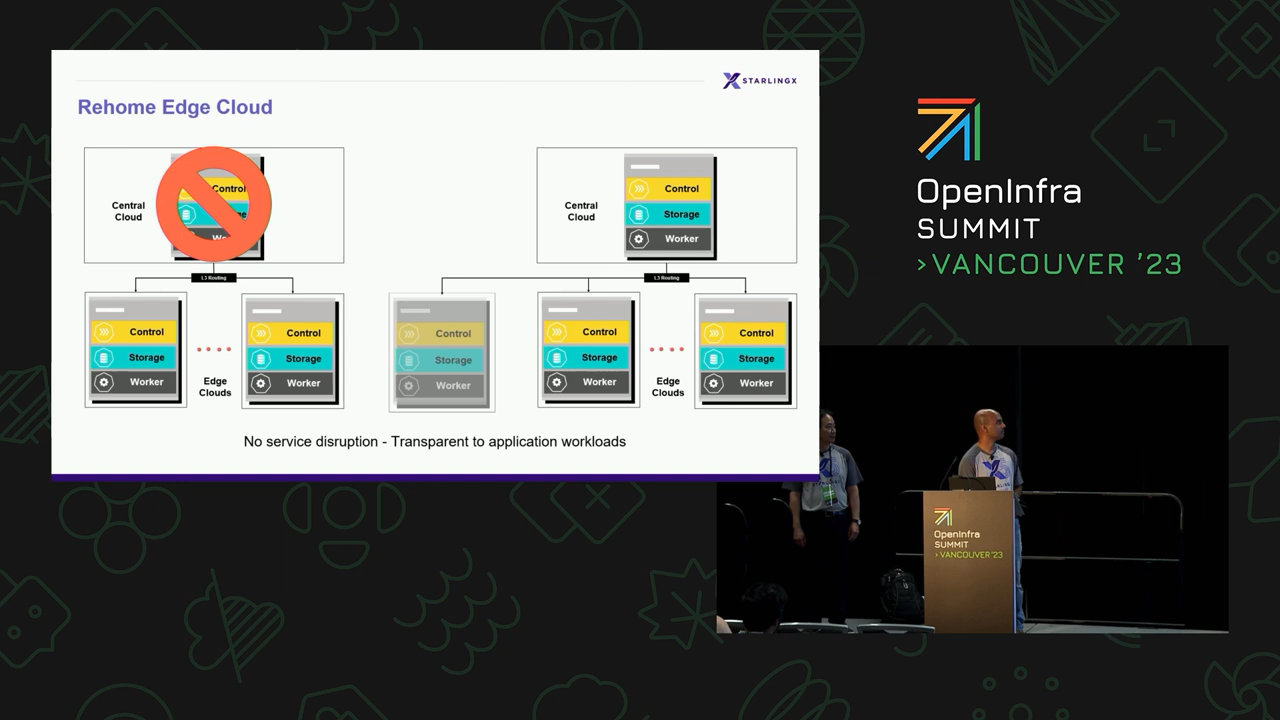 STARLINGX
Rehome Edge Cloud
Central
Cloud
Control
L3 Routing
Control
Storage
Worker
Edge
Clouds
Control
Storage
Worker
Control
Storage
Worker
Central
Cloud
Control
Storage
Worker
L3 Routing
Control
Storage
Worker
Edge
Clouds
Control
Storage
Worker
No service disruption - Transparent to application workloads
OpenInfra
SUMMIT
>VANCOUVER '23
OpenInfra
SUMMIT
> VANCOUVER '23